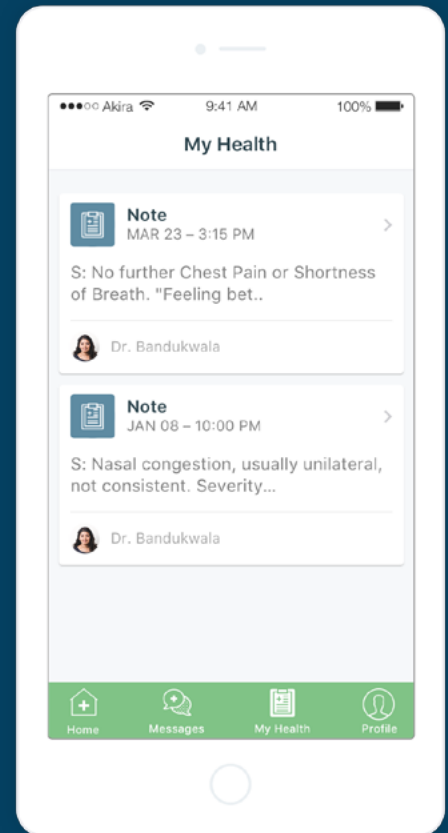 Akira 9:41 AM 100%
My Health
Note
MAR 23 – 3:15 PM
S: No further Chest Pain or Shortness
of Breath. "Feeling bet..
Dr. Bandukwala
Note
JAN 08 – 10:00 PM
S: Nasal congestion, usually unilateral,
not consistent. Severity...
Dr. Bandukwala
Home Messages My Health Profile